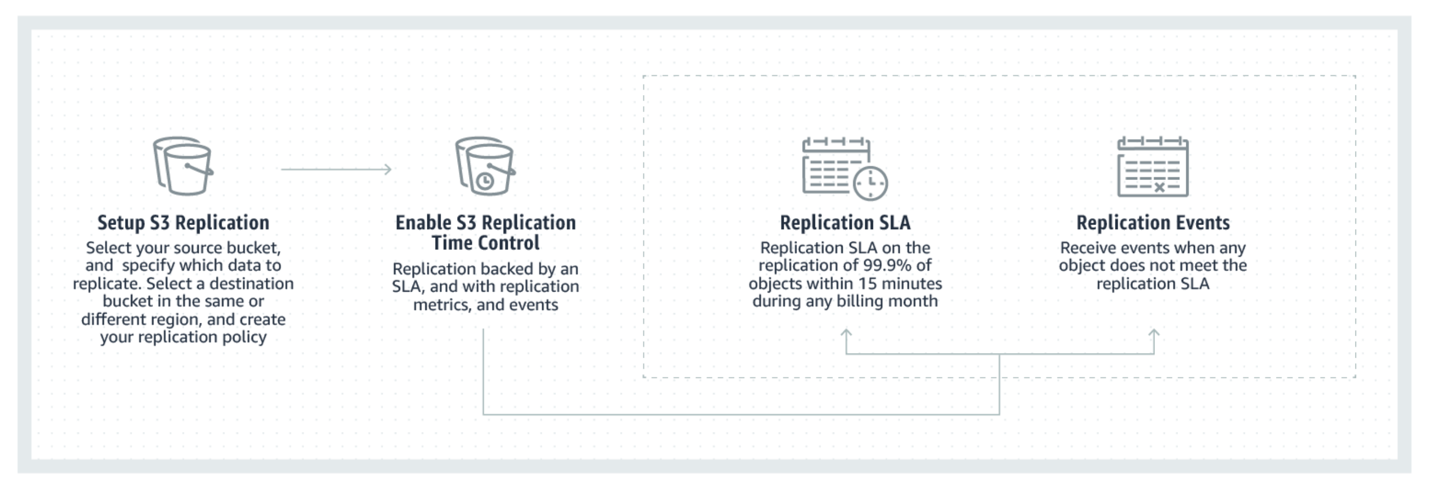 Setup S3 Replication
Select your source bucket,
and specify which data to
replicate. Select a destination
bucket in the same or
different region, and create
your replication policy
Enable S3 Replication
Time Control
Replication backed by an
SLA, and with replication
metrics, and events
Replication SLA
Replication SLA on the
replication of 99.9% of
objects within 15 minutes
during any billing month
Replication Events
Receive events when any
object does not meet the
replication SLA